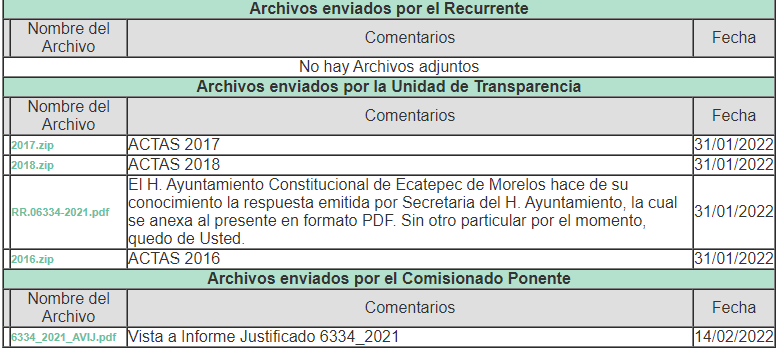 Archivos enviados por el Recurrente
Nombre del Archivo Comentarios Fecha
No hay Archivos adjuntos
Archivos enviados por la Unidad de Transparencia
Nombre del Archivo Comentarios Fecha
2017.zip ACTAS 2017 31/01/2022
2018.zip ACTAS 2018 31/01/2022
RR.06334-2021.pdf
El H. Ayuntamiento Constitucional de Ecatepec de Morelos hace de su
conocimiento la respuesta emitida por Secretaria del H. Ayuntamiento, la cual
se anexa al presente en formato PDF. Sin otro particular por el momento,
quedo de Usted.
31/01/2022
2016.zip ACTAS 2016 31/01/2022
Archivos enviados por el Comisionado Ponente
Nombre del Archivo Comentarios Fecha
6334_2021_AVIJ.pdf Vista a Informe Justificado 6334_2021 14/02/2022